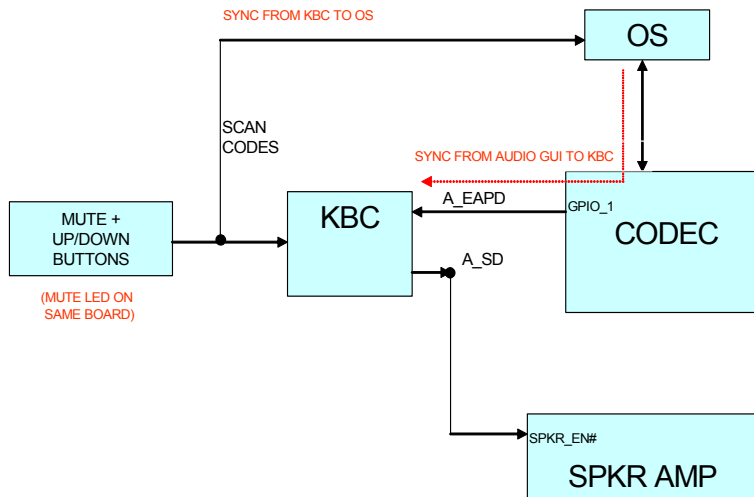 SYNC FROM KBC TO OS
OS
SCAN
CODES
SYNC FROM AUDIO GUI TO KBC
MUTE +
UP/DOWN
BUTTONS
(MUTE LED ON
SAME BOARD)
KBC
A_EAPD
GPIO_1
CODEC
A_SD
SPKR_EN#
SPKR AMP